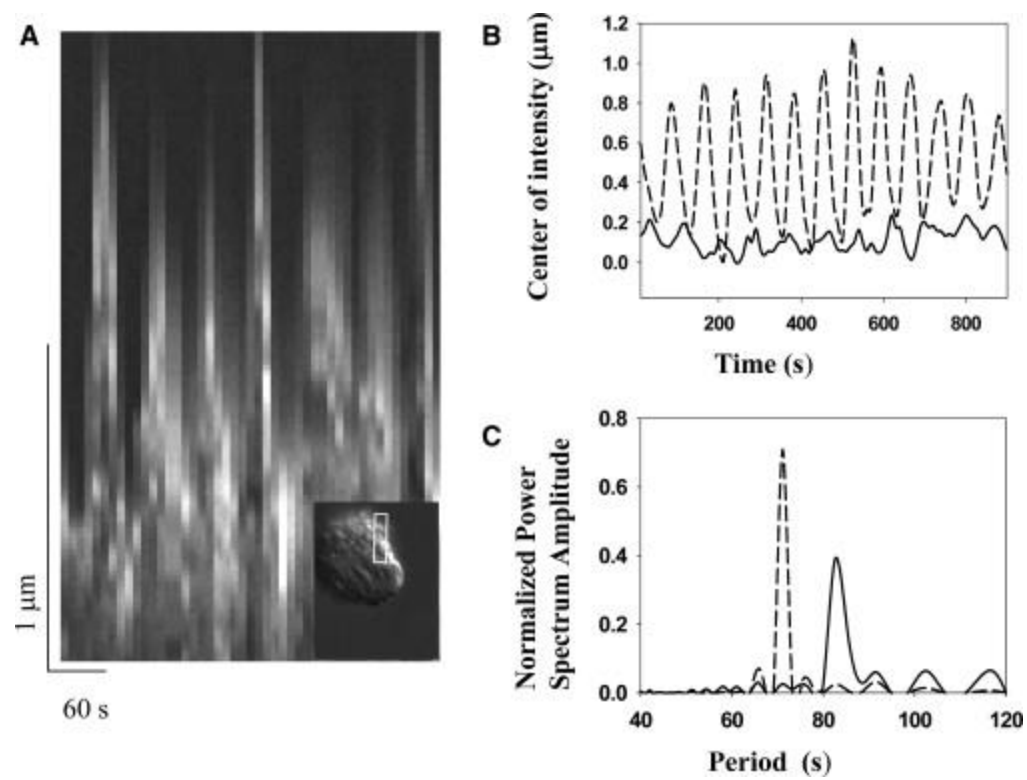 A
1 μm
60 s
B
Center of intensity (μm)
1.2
1.0
0.8
0.6
0.4
0.2
0.0
200
400
600
800
Time (s)
C
Normalized Power
Spectrum Amplitude
0.8
0.6
0.4
0.2
0.0
40
60
80
100
120
Period (s)